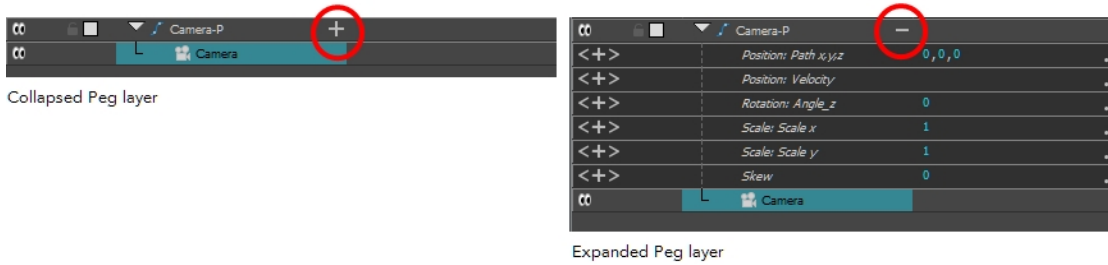 Camera-P
Camera
Collapsed Peg layer
Camera-P
Position: Path x,y,z 0,0,0
Position: Velocity
Rotation: Angle_z 0
Scale: Scale x 1
Scale: Scale y 1
Skew 0
Camera
Expanded Peg layer